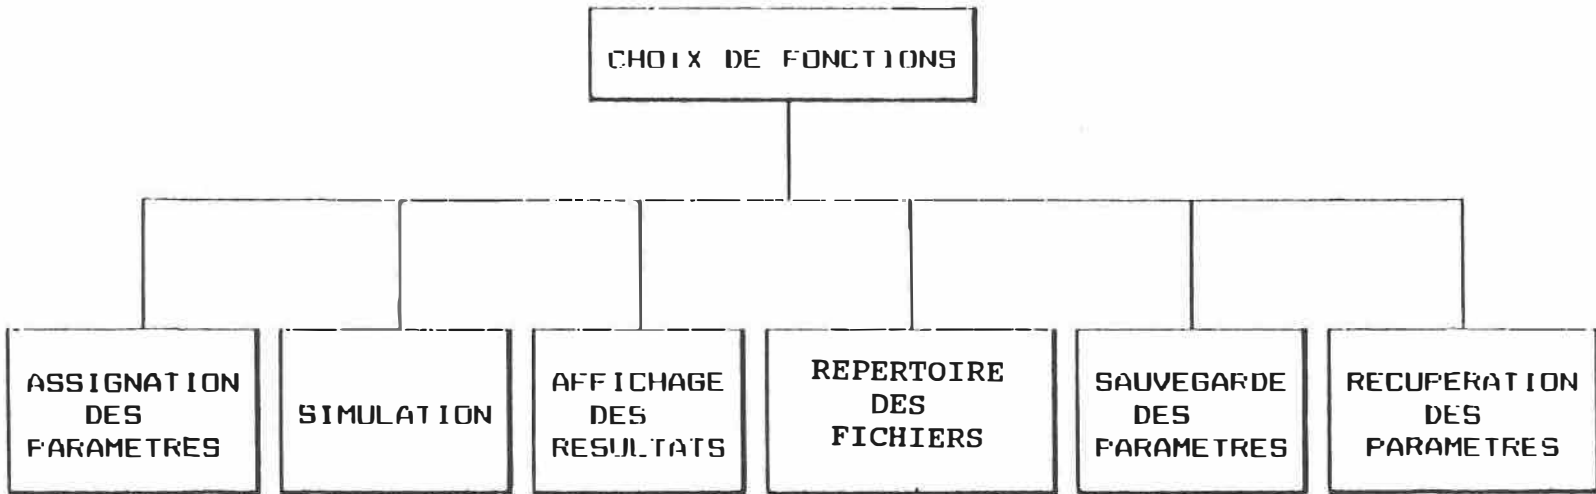 CHOIX DE FONCTIONS
ASSIGNATION
DES
PARAMETRES
SIMULATION
AFFICHAGE
DES
RESULTATS
REPERTOIRE
DES
FICHIERS
SAUVEGARDE
DES
PARAMETRES
RECUPERATION
DES
PARAMETRES